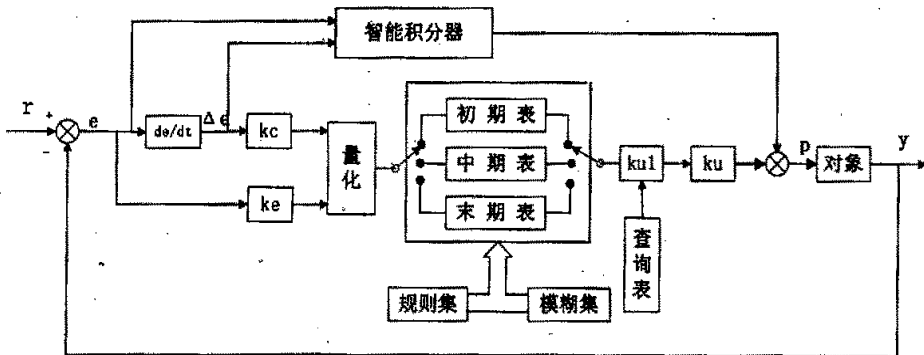 智能积分器
r
+
-
e
de/dt
Δe
kc
ke
量化
初期表
中期表
末期表
ku1
ku
p
对象
y
查询表
规则集
模糊集